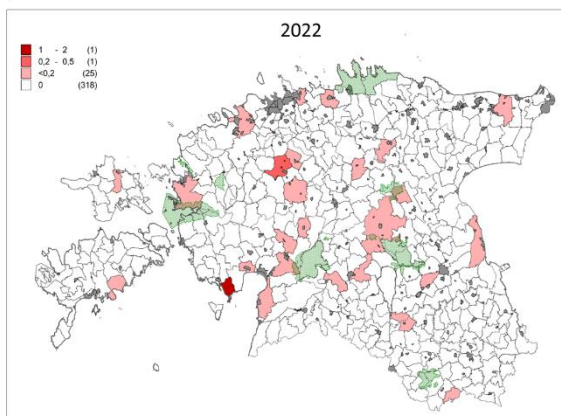 2022
1 - 2 (1)
0,2 - 0,5 (1)
<0,2 (25)
0 (318)